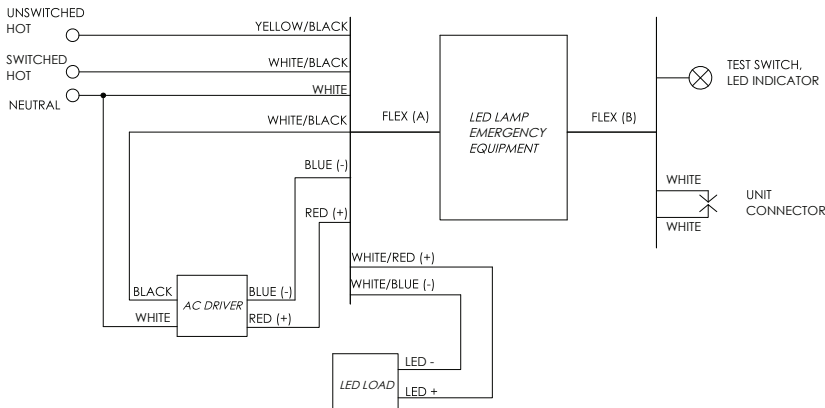 UNSWITCHED
HOT
YELLOW/BLACK
SWITCHED
HOT
WHITE/BLACK
NEUTRAL
WHITE
WHITE/BLACK
FLEX (A)
LED LAMP
EMERGENCY
EQUIPMENT
FLEX (B)
TEST SWITCH,
LED INDICATOR
BLUE (-)
RED (+)
WHITE
UNIT
CONNECTOR
WHITE
WHITE/RED (+)
WHITE/BLUE (-)
BLACK
AC DRIVER
BLUE (-)
WHITE
RED (+)
LED LOAD
LED -
LED +